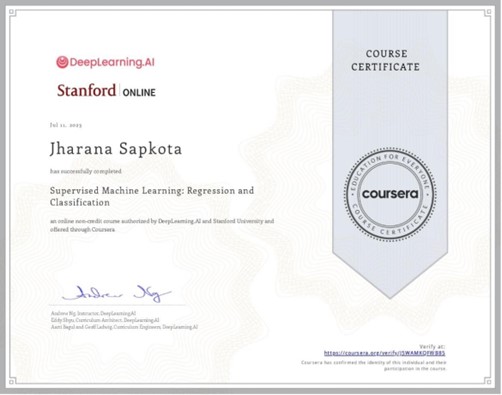 DeepLearning.AI
Stanford | ONLINE
COURSE
CERTIFICATE
Jul 11, 2023
Jharana Sapkota
has successfully completed
Supervised Machine Learning: Regression and
Classification
an online non-credit course authorized by DeepLearning.AI and Stanford University and
offered through Coursera
EDUCATION FOR EVERYONE
coursera
COURSE CERTIFICATE
Andrew Ng
Andrew Ng, Instructor, DeepLearning.AI
Eddy Shyu, Curriculum Architect, DeepLearning.AI
Aarti Bagul and Geoff Ladwig, Curriculum Engineers, DeepLearning.AI
Verify at:
https://coursera.org/verify/
Coursera has confirmed the identity of this individual and their
participation in the course.